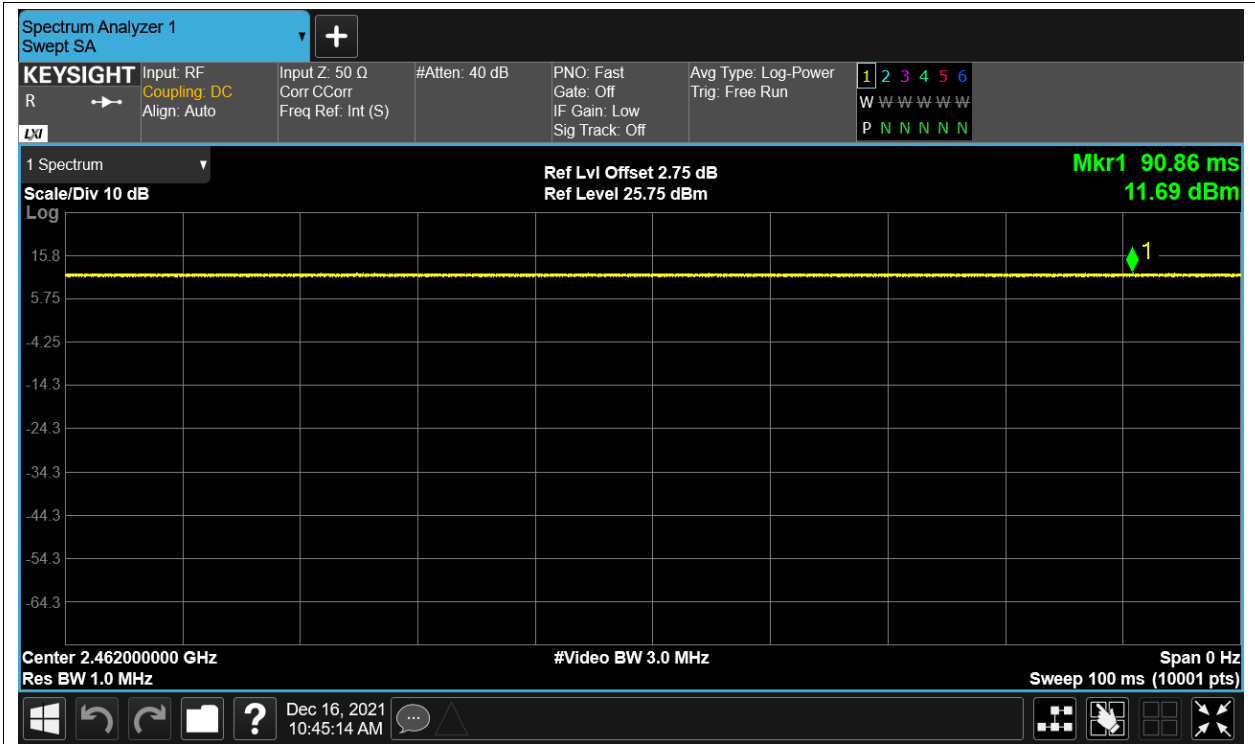 Spectrum Analyzer 1
Swept SA
KEYSIGHT
R
LXI
Input: RF
Coupling: DC
Align: Auto
Input Z: 50 Ω
Corr CCorr
Freq Ref: Int (S)
#Atten: 40 dB
PNO: Fast
Gate: Off
IF Gain: Low
Sig Track: Off
Avg Type: Log-Power
Trig: Free Run
1 2 3 4 5 6
W W W W W W
P N N N N N
1 Spectrum
Scale/Div 10 dB
Log
Ref Lvl Offset 2.75 dB
Ref Level 25.75 dBm
Mkr1 90.86 ms
11.69 dBm
1
15.8
5.75
-4.25
-14.3
-24.3
-34.3
-44.3
-54.3
-64.3
Center 2.462000000 GHz
#Video BW 3.0 MHz
Span 0 Hz
Res BW 1.0 MHz
Sweep 100 ms (10001 pts)
?
Dec 16, 2021
10:45:14 AM